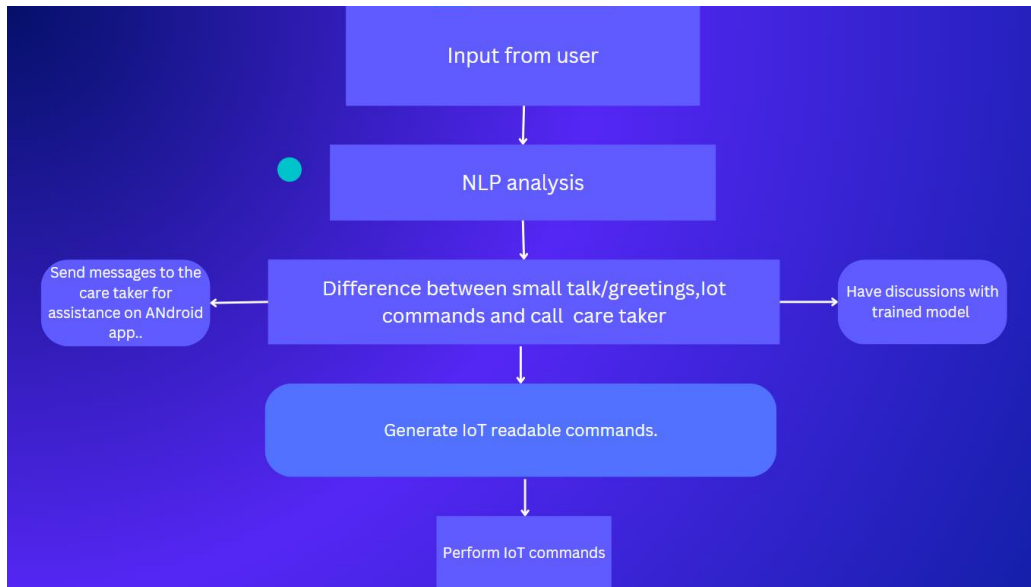 Input from user
NLP analysis
Send messages to the
care taker for
assistance on ANdroid
app..
Difference between small talk/greetings,Iot
commands and call  care taker
Have discussions with
trained model
Generate IoT readable commands.
Perform IoT commands